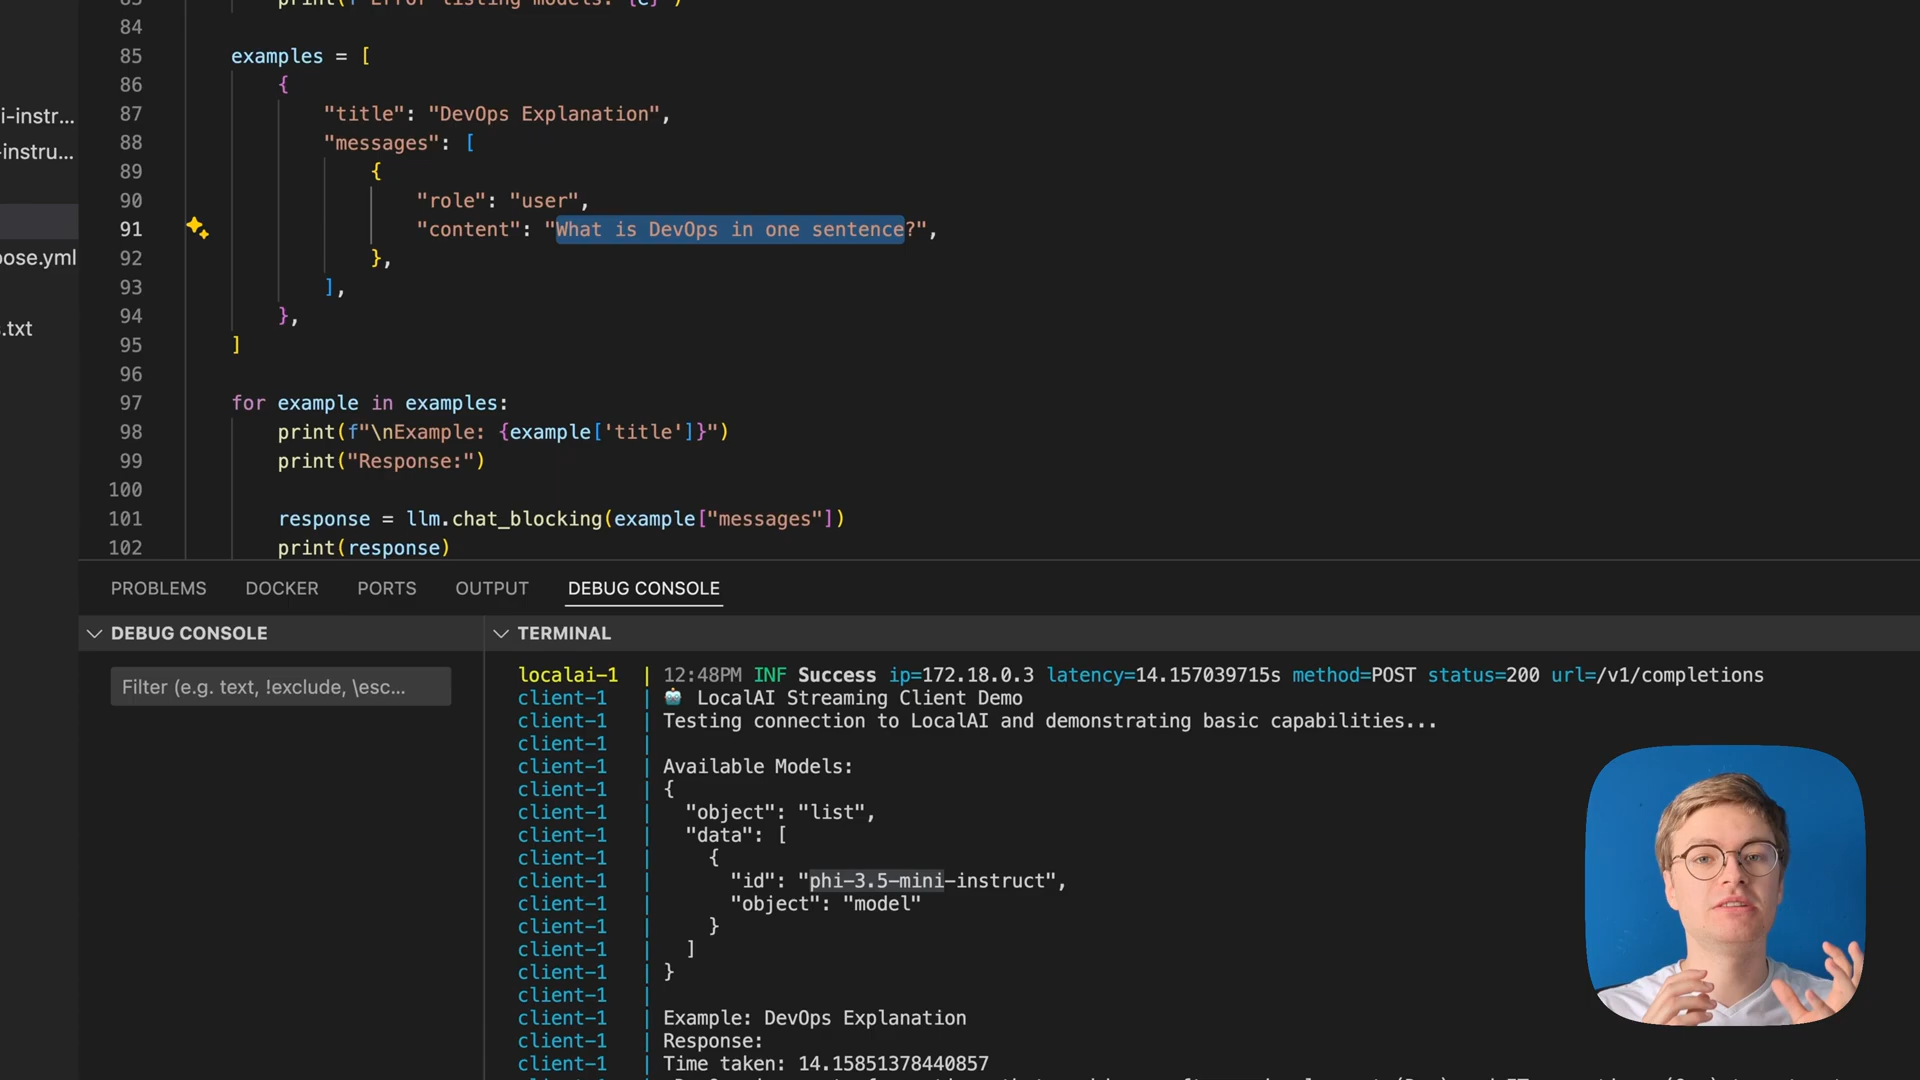 84
85 examples = [
86 {
i-instr... 87 "title": "DevOps Explanation",
-instru... 88 "messages": [
89 {
90 "role": "user",
91 "content": "What is DevOps in one sentence?",
ose.yml 92 },
93 ],
94 },
.txt 95 ]
96
97 for example in examples:
98 print(f"\nExample: {example['title']}")
99 print("Response:")
100
101 response = llm.chat_blocking(example["messages"])
102 print(response)
PROBLEMS DOCKER PORTS OUTPUT DEBUG CONSOLE
DEBUG CONSOLE
Filter (e.g. text, !exclude, \esc...
TERMINAL
localai-1 | 12:48PM INF Success ip=172.18.0.3 latency=14.157039715s method=POST status=200 url=/v1/completions
client-1 | 🤖 LocalAI Streaming Client Demo
client-1 | Testing connection to LocalAI and demonstrating basic capabilities...
client-1 |
client-1 | Available Models:
client-1 | {
client-1 | "object": "list",
client-1 | "data": [
client-1 | {
client-1 | "id": "phi-3.5-mini-instruct",
client-1 | "object": "model"
client-1 | }
client-1 | ]
client-1 | }
client-1 |
client-1 | Example: DevOps Explanation
client-1 | Response:
client-1 | Time taken: 14.15851378440857